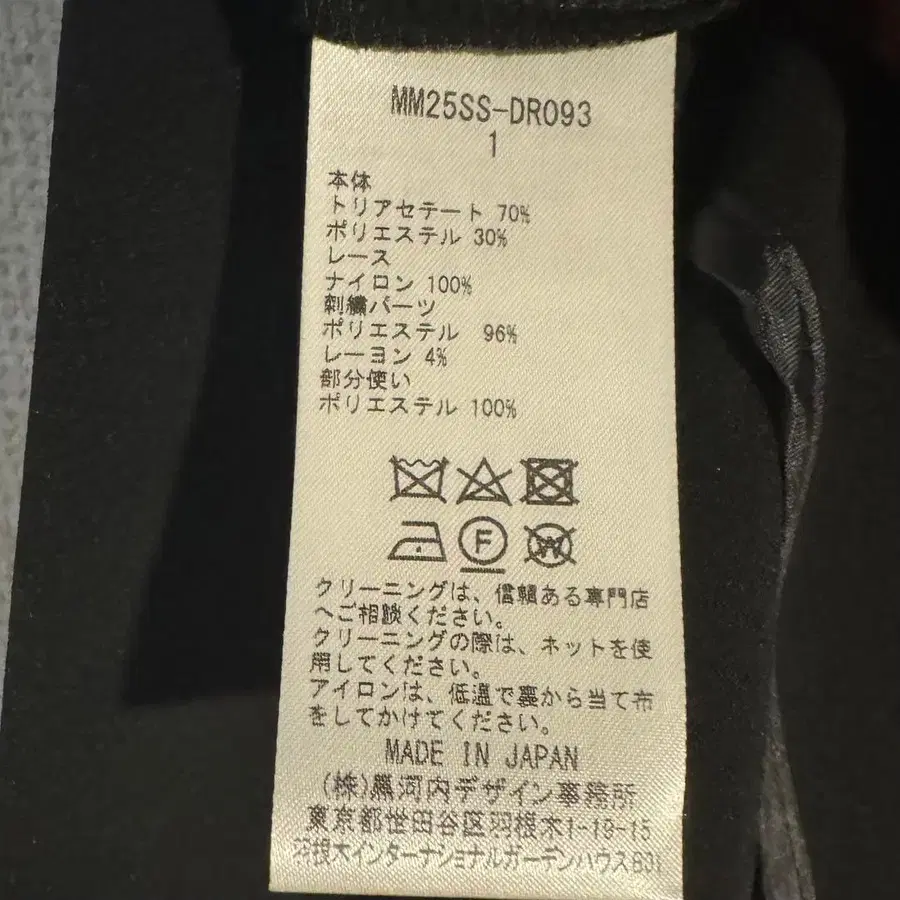 MM25SS-DR093
1
本体
トリアセテート 70%
ポリエステル 30%
レース
ナイロン 100%
刺繍パーツ
ポリエステル 96%
レーヨン 4%
部分使い
ポリエステル 100%
F
W
クリーニングは、信頼ある専門店
へご相談ください。
クリーニングの際は、ネットを使
用してください。
アイロンは、低温で裏から当て布
をしてかけてください。
MADE IN JAPAN
(株)黒河内デザイン事務所
東京都世田谷区羽根木1-19-15
羽根木インターナショナルガーデンハウス601